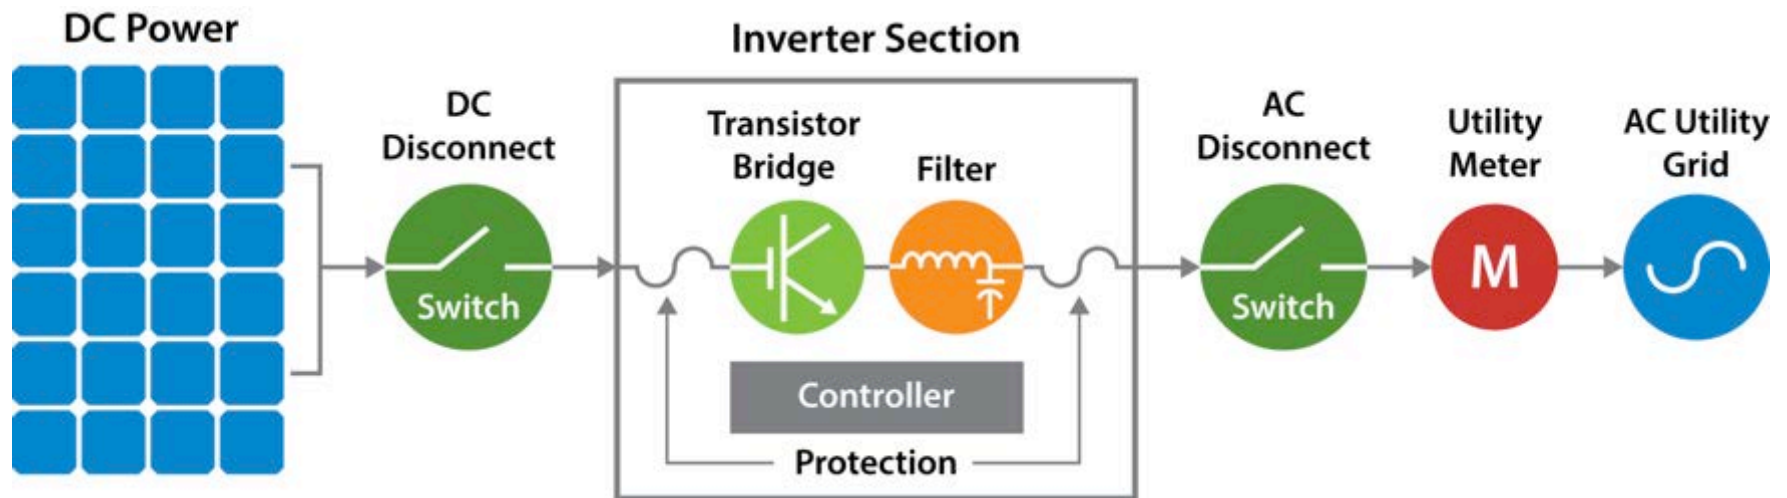 DC Power
DC
Disconnect
Switch
Inverter Section
Transistor
Bridge
Filter
Controller
Protection
AC
Disconnect
Switch
Utility
Meter
M
AC Utility
Grid